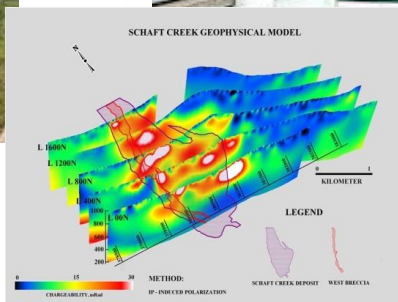 SCHAFT CREEK GEOPHYSICAL MODEL
N
L 1600N
L 1200N
L 800N
L 400N
L 00N
1000
800
600
400
200
0 1
KILOMETER
LEGEND
0 15 30
CHARGEABILITY, mRad
METHOD:
IP - INDUCED POLARIZATION
SCHAFT CREEK DEPOSIT
WEST BRECCIA